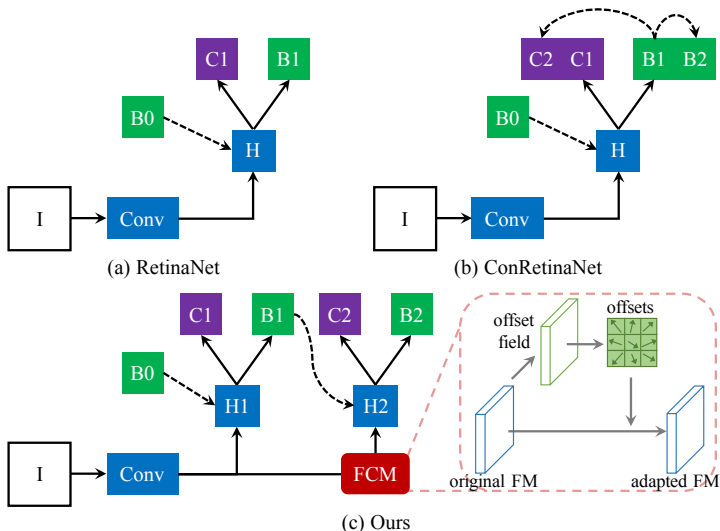 C1 B1
B0
H
I Conv
(a) RetinaNet
C2 C1 B1 B2
B0
H
I Conv
(b) ConRetinaNet
C1 B1 C2 B2
B0
H1 H2
I Conv FCM
offset
field
offsets
original FM adapted FM
(c) Ours